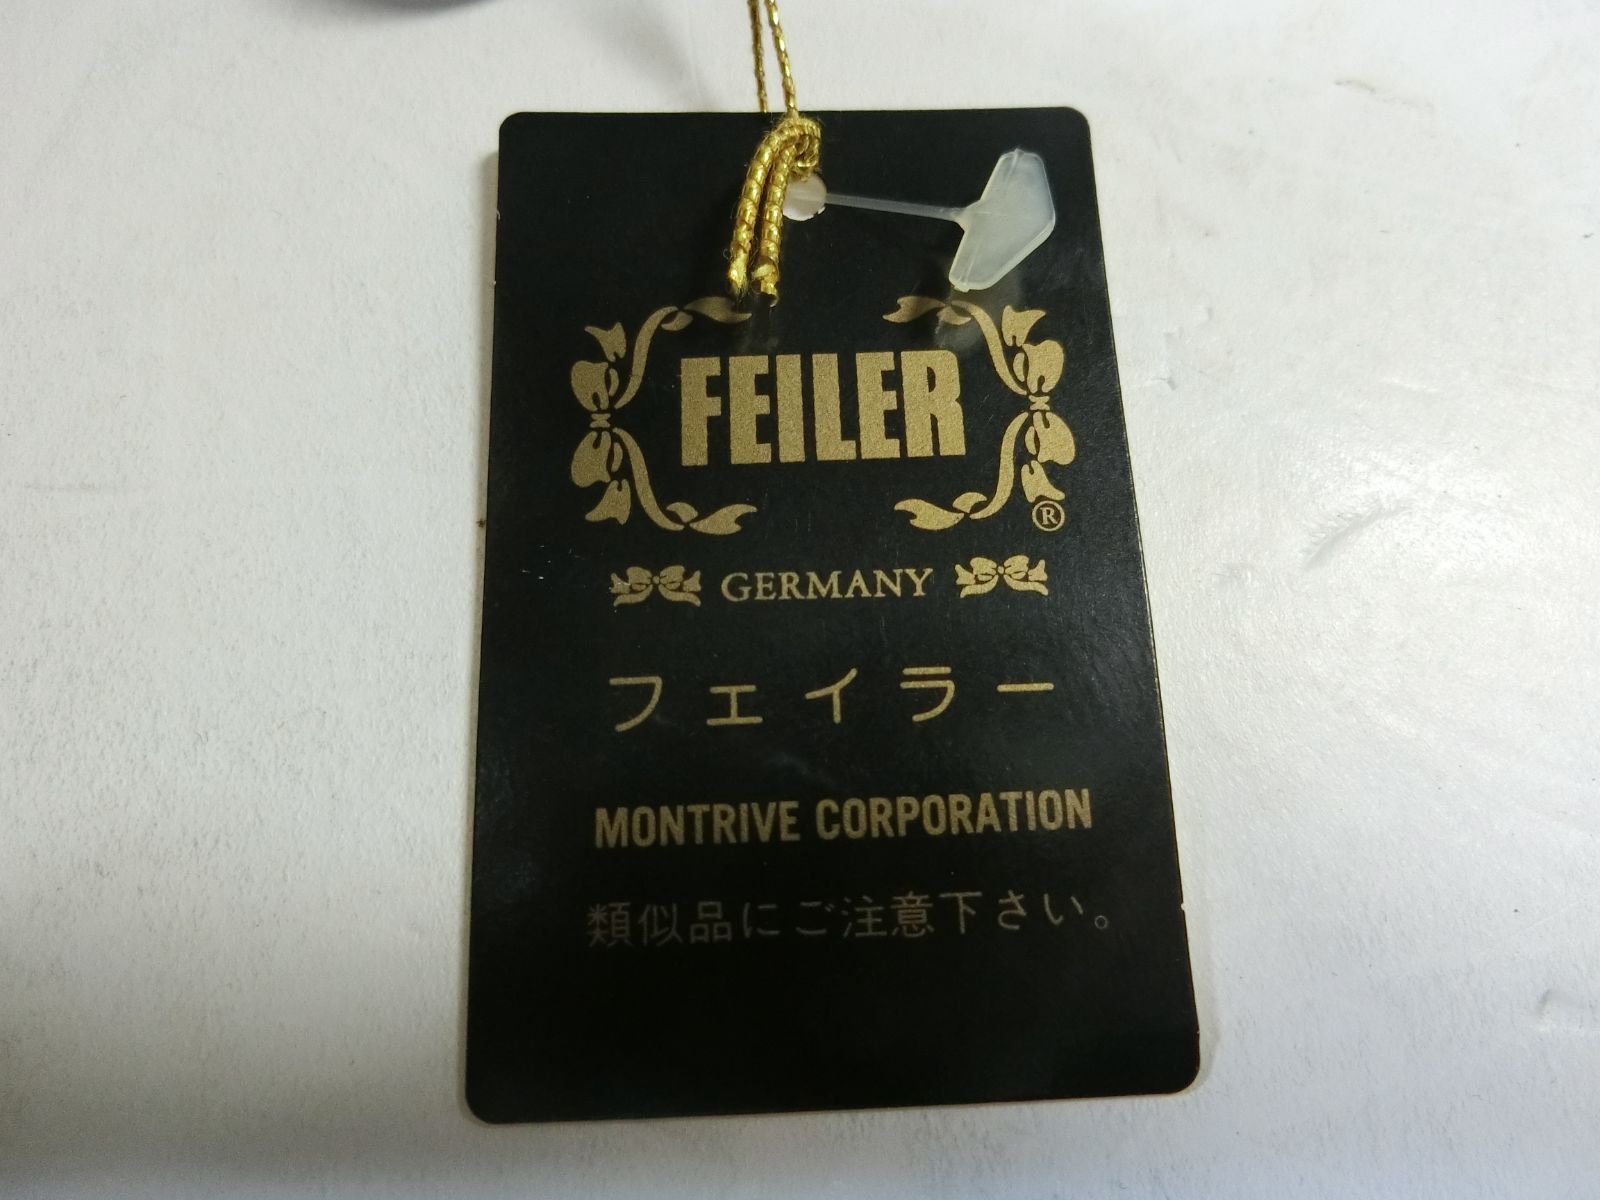 FEILER
®
GERMANY
フェイラー
MONTRIVE CORPORATION
類似品にご注意下さい。